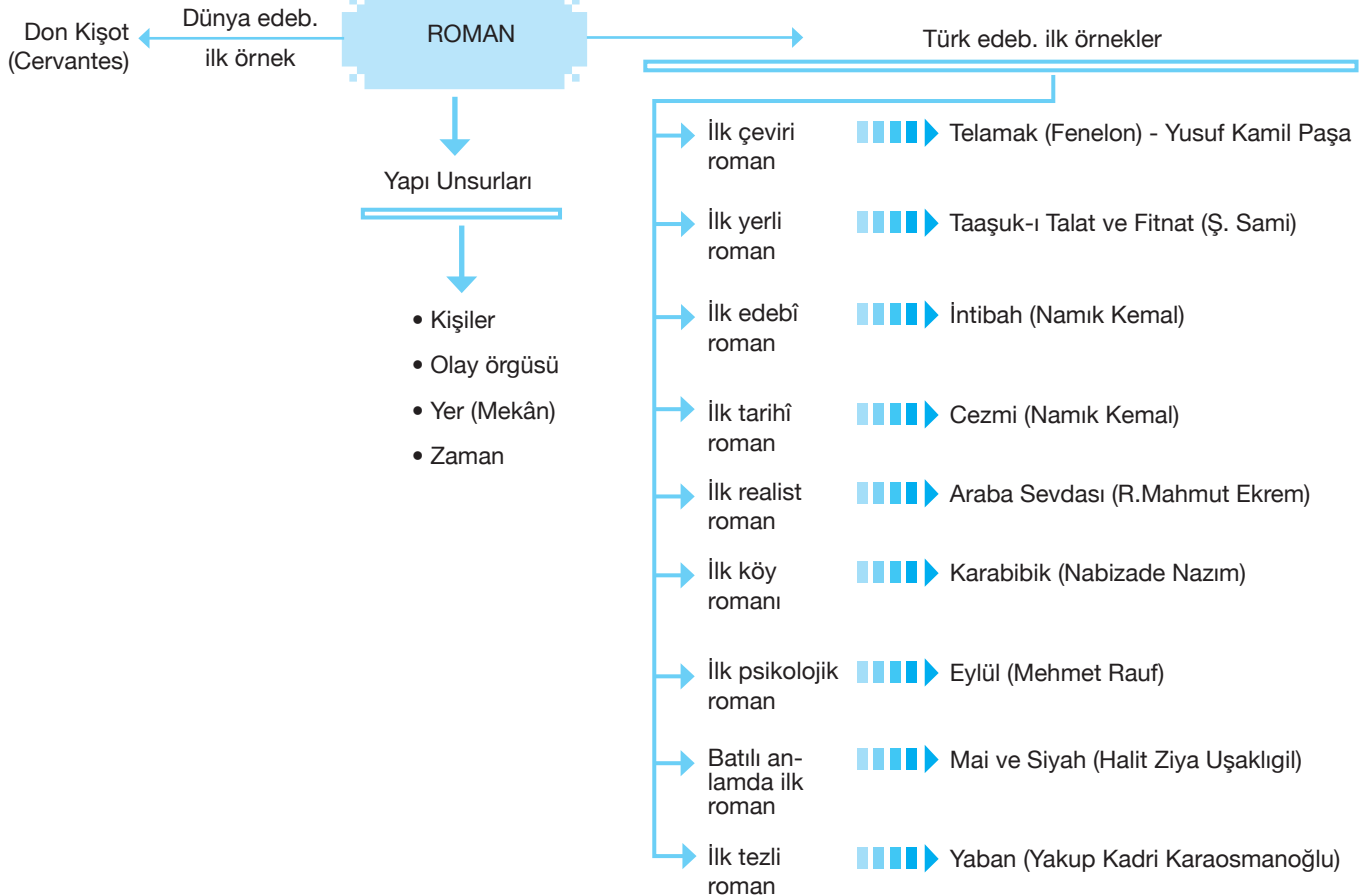 Don Kişot
(Cervantes)
Dünya edeb.
ilk örnek
ROMAN
Türk edeb. ilk örnekler
Yapı Unsurları
• Kişiler
• Olay örgüsü
• Yer (Mekân)
• Zaman
İlk çeviri
roman
Telamak (Fenelon) - Yusuf Kamil Paşa
İlk yerli
roman
Taaşuk-ı Talat ve Fitnat (Ş. Sami)
İlk edebî
roman
İntibah (Namık Kemal)
İlk tarihî
roman
Cezmi (Namık Kemal)
İlk realist
roman
Araba Sevdası (R.Mahmut Ekrem)
İlk köy
romanı
Karabibik (Nabizade Nazım)
İlk psikolojik
roman
Eylül (Mehmet Rauf)
Batılı an-
lamda ilk
roman
Mai ve Siyah (Halit Ziya Uşaklıgil)
İlk tezli
roman
Yaban (Yakup Kadri Karaosmanoğlu)